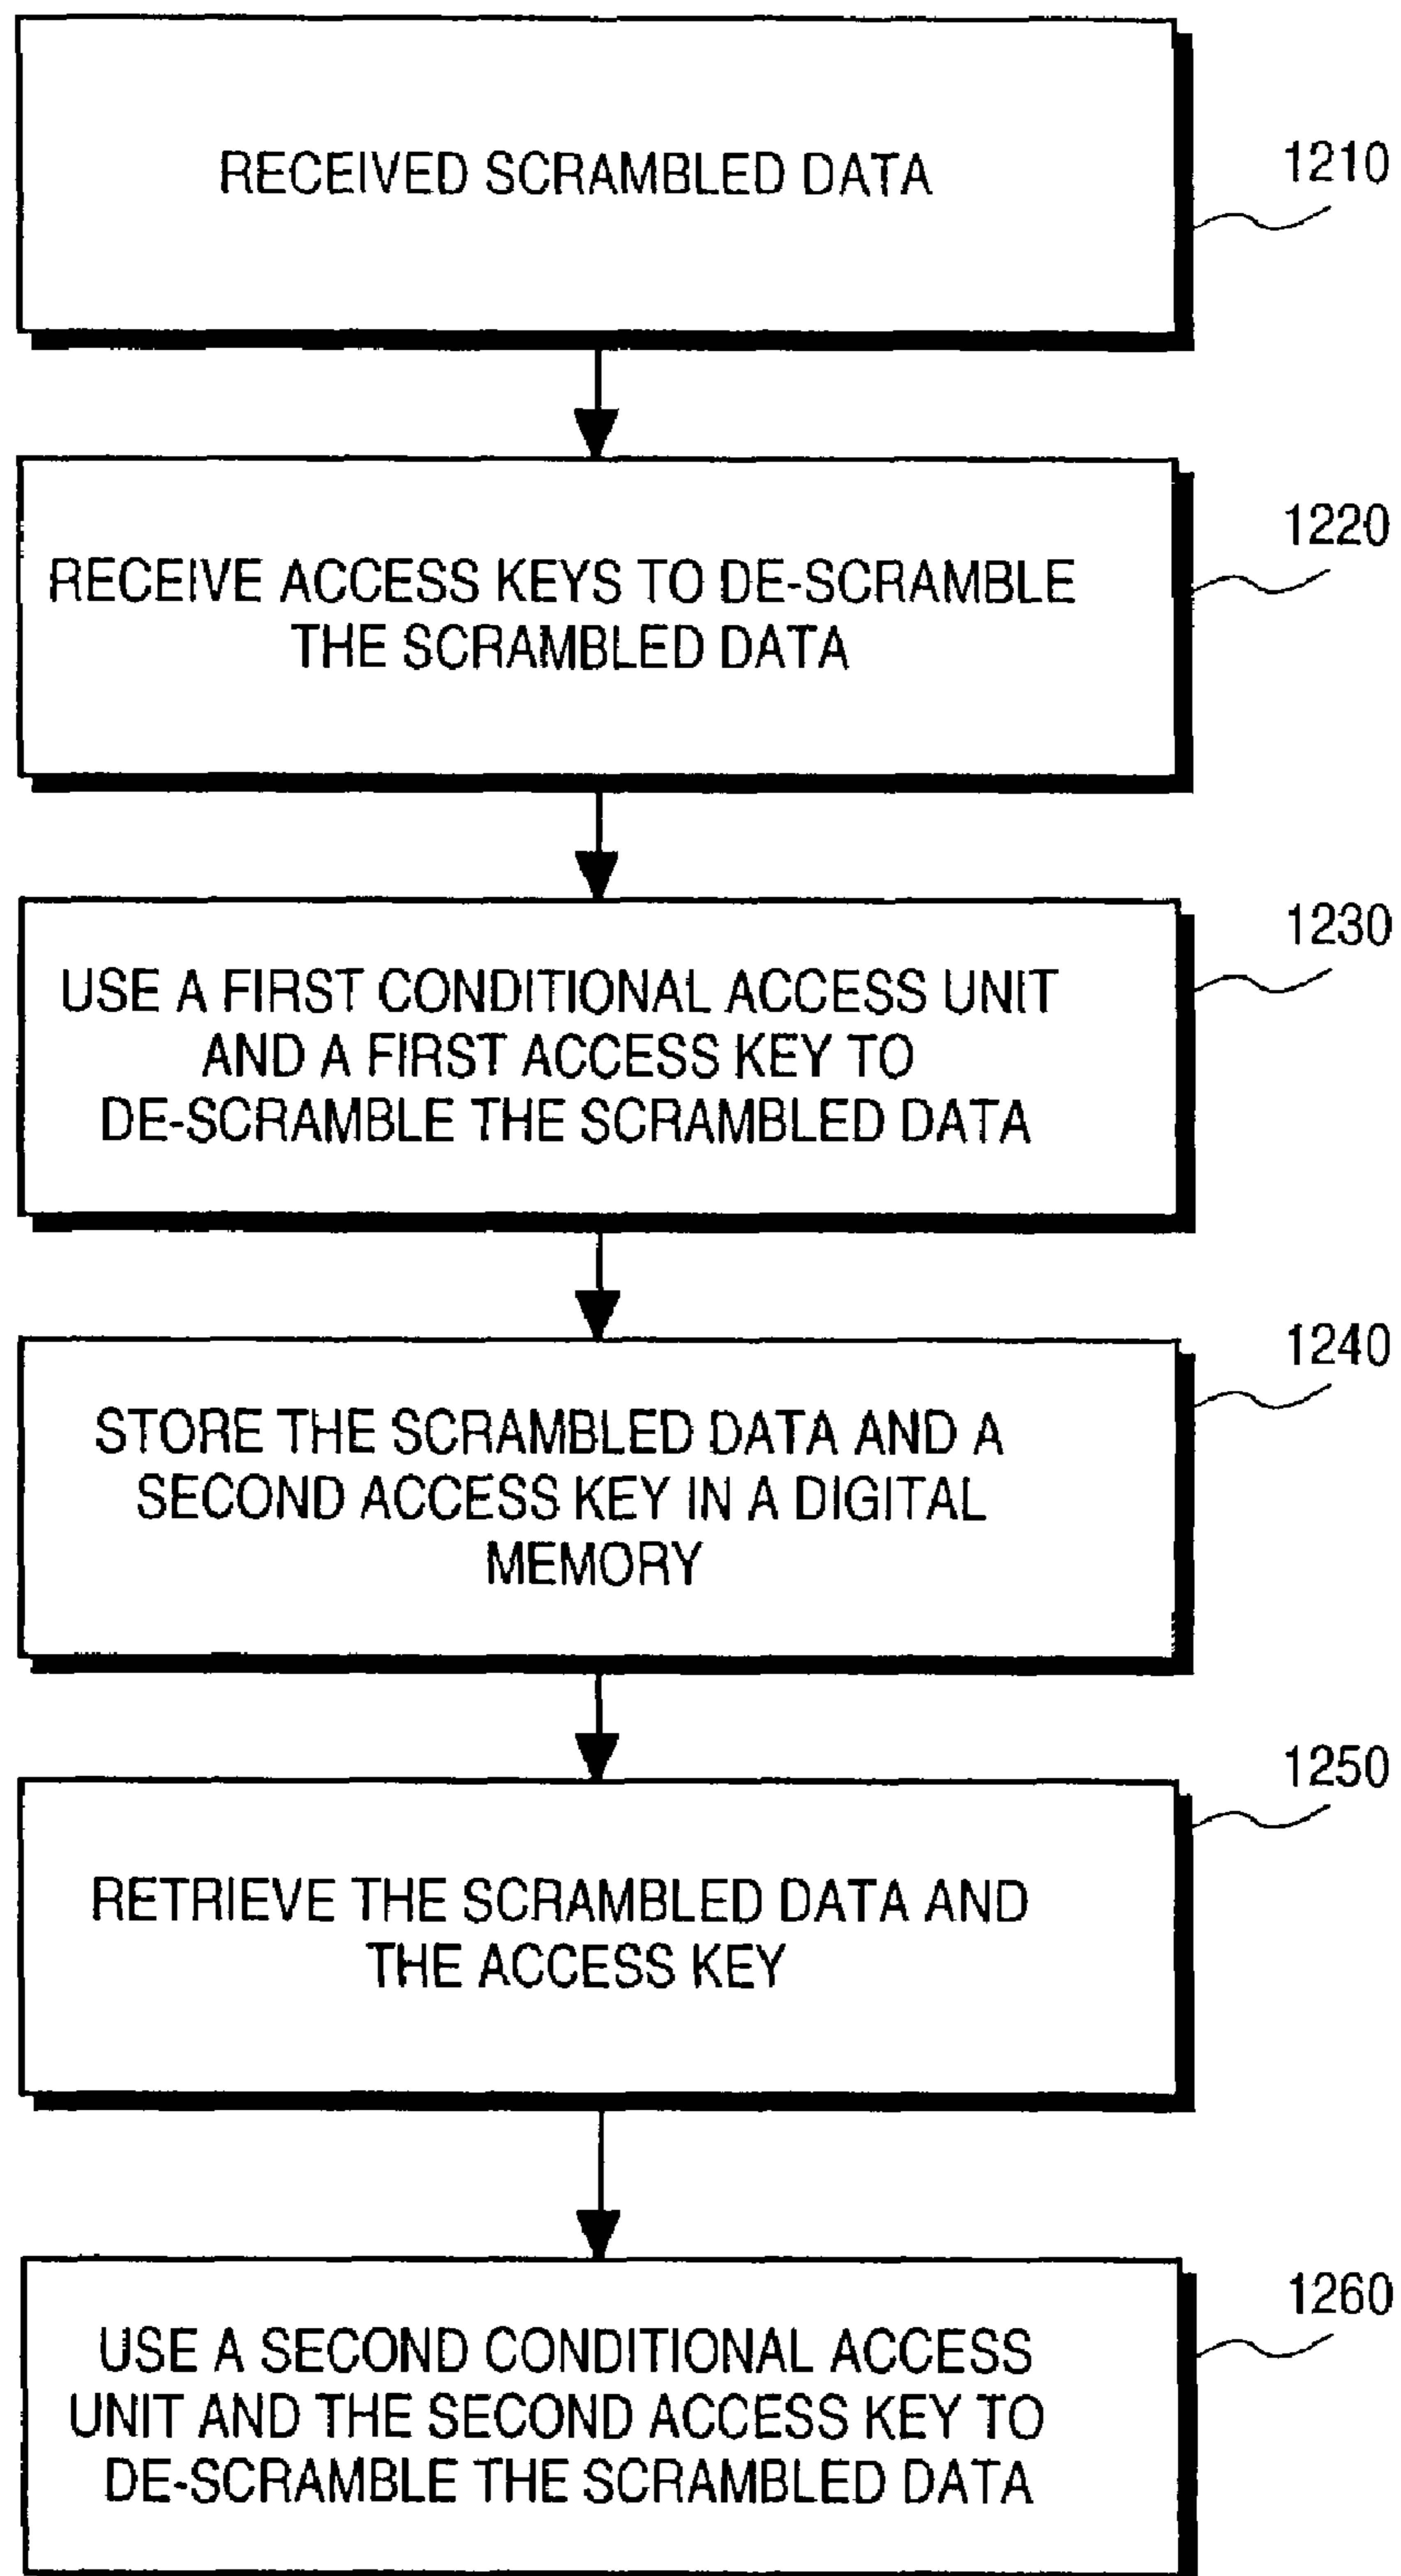 RECEIVED SCRAMBLED DATA
1210
RECEIVE ACCESS KEYS TO DE-SCRAMBLE
THE SCRAMBLED DATA
1220
USE A FIRST CONDITIONAL ACCESS UNIT
AND A FIRST ACCESS KEY TO
DE-SCRAMBLE THE SCRAMBLED DATA
1230
STORE THE SCRAMBLED DATA AND A
SECOND ACCESS KEY IN A DIGITAL
MEMORY
1240
RETRIEVE THE SCRAMBLED DATA AND
THE ACCESS KEY
1250
USE A SECOND CONDITIONAL ACCESS
UNIT AND THE SECOND ACCESS KEY TO
DE-SCRAMBLE THE SCRAMBLED DATA
1260